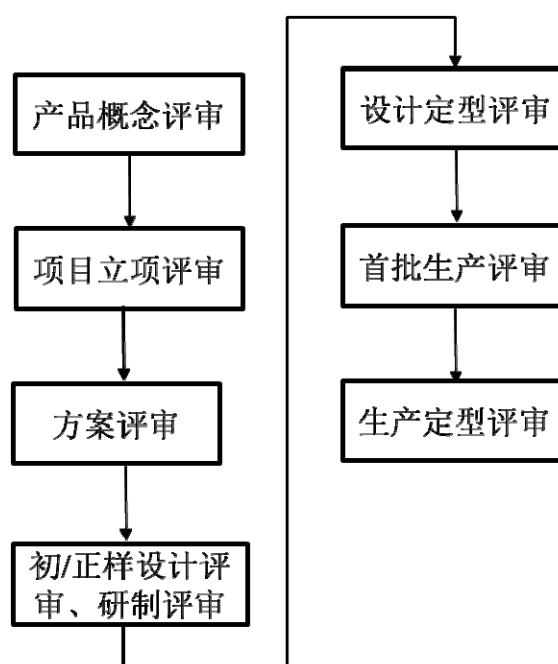 产品概念评审
项目立项评审
方案评审
初/正样设计评
审、研制评审
设计定型评审
首批生产评审
生产定型评审